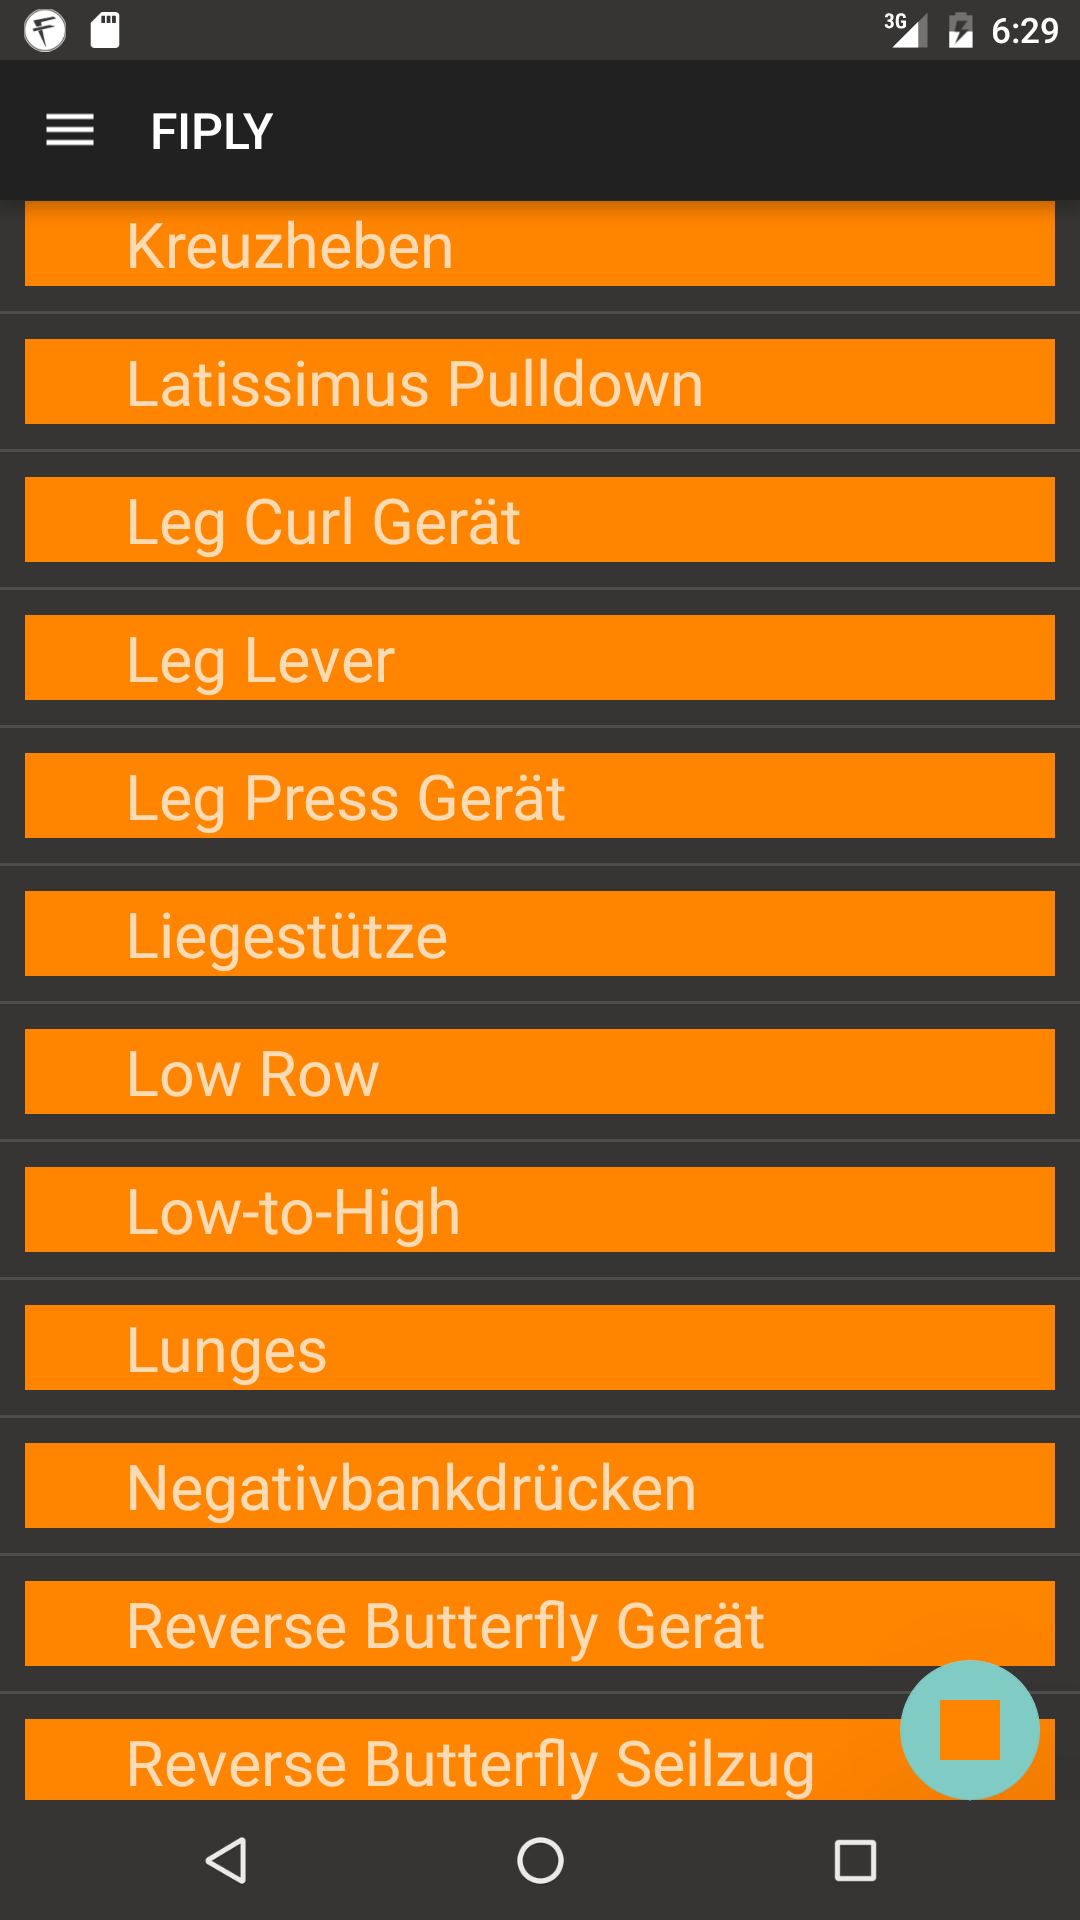 3G 6:29
FIPLY
Kreuzheben
Latissimus Pulldown
Leg Curl Gerät
Leg Lever
Leg Press Gerät
Liegestütze
Low Row
Low-to-High
Lunges
Negativbankdrücken
Reverse Butterfly Gerät
Reverse Butterfly Seilzug